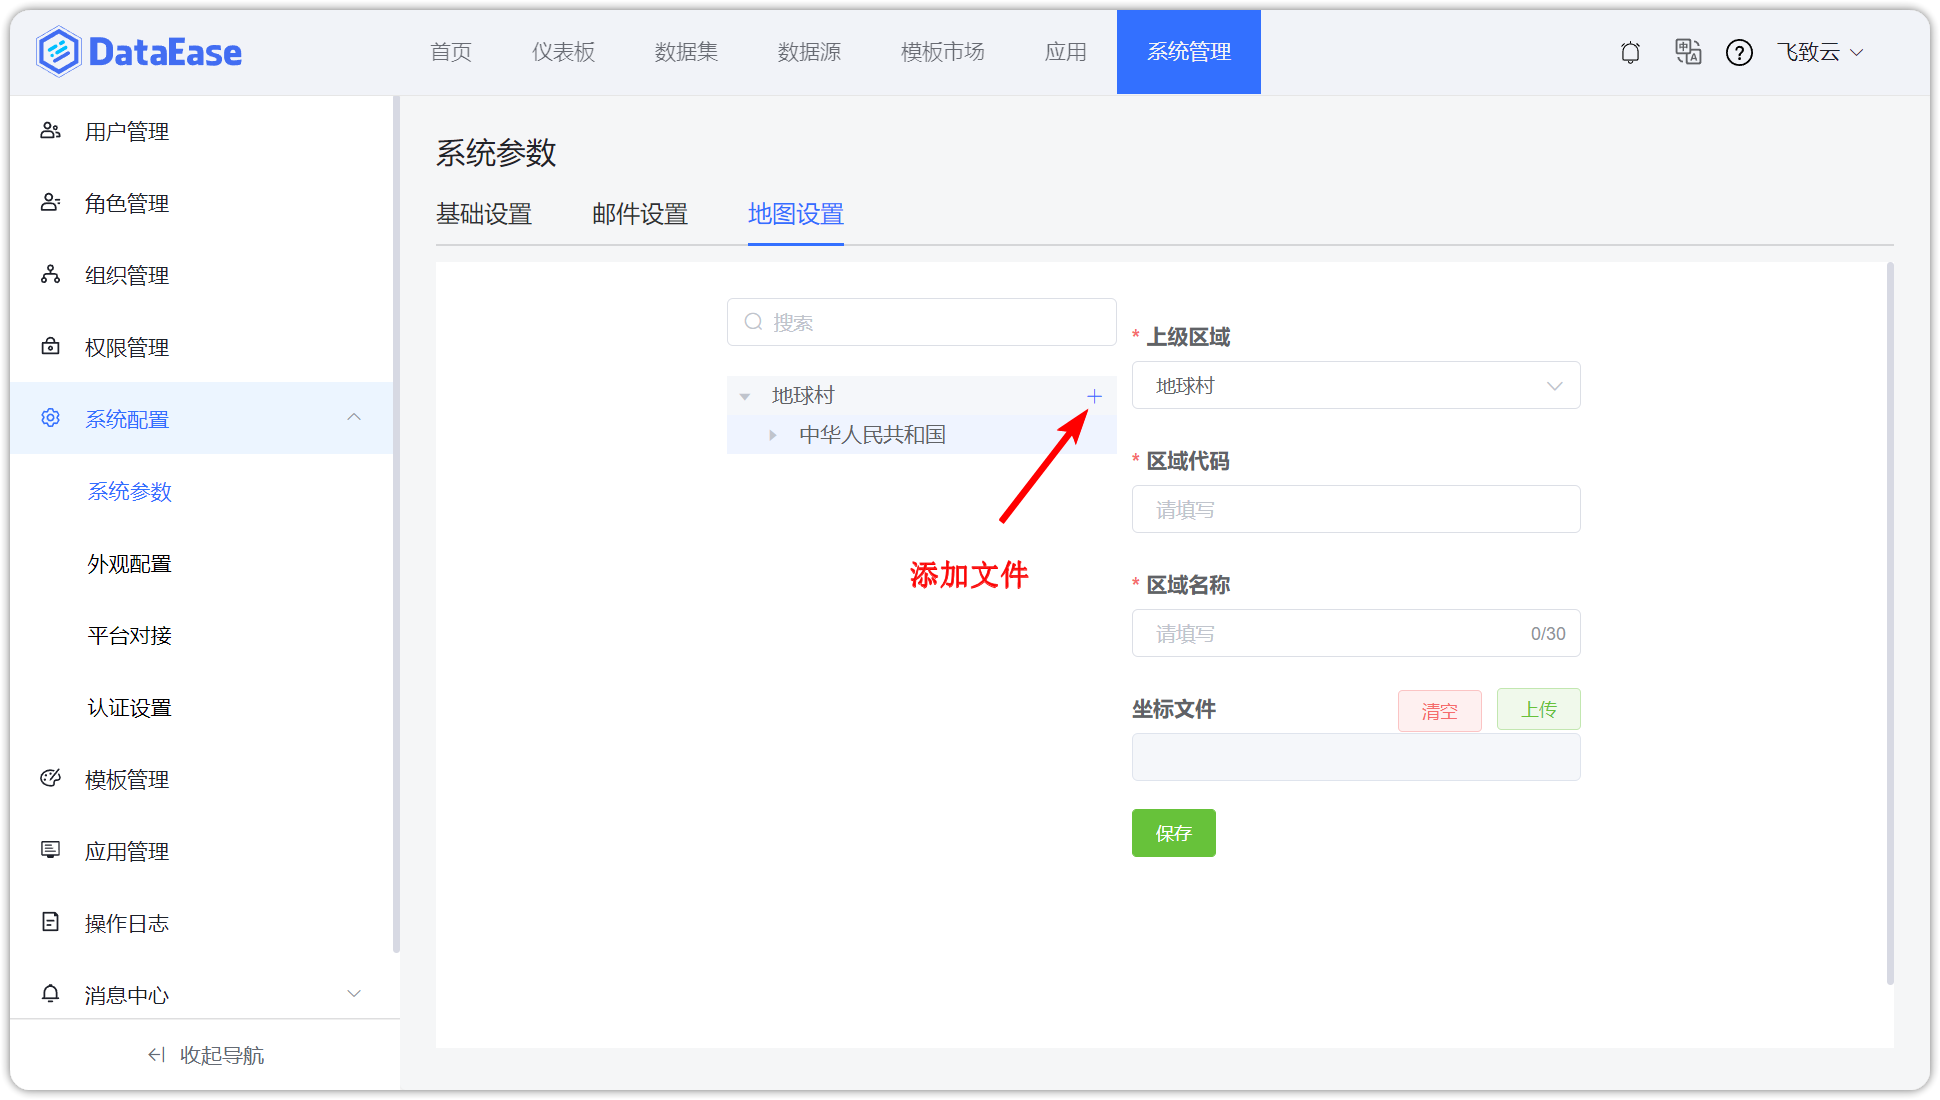 DataEase
首页 仪表板 数据集 数据源 模板市场 应用 系统管理 飞致云
用户管理
角色管理
组织管理
权限管理
系统配置
系统参数
外观配置
平台对接
认证设置
模板管理
应用管理
操作日志
消息中心
收起导航
系统参数
基础设置 邮件设置 地图设置
搜索
地球村
中华人民共和国
添加文件
* 上级区域
地球村
* 区域代码
请填写
* 区域名称
请填写 0/30
坐标文件 清空 上传
保存